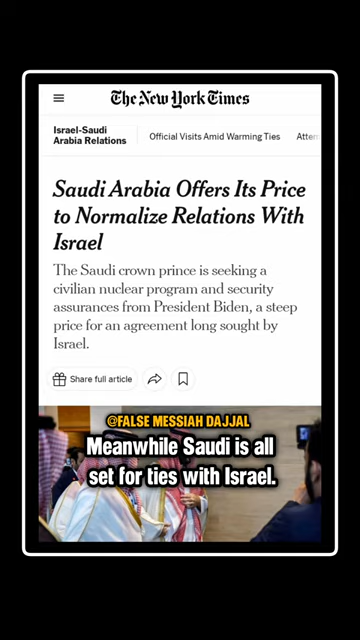 The New York Times
Israel-Saudi
Arabia Relations
Official Visits Amid Warming Ties
Attem
Saudi Arabia Offers Its Price
to Normalize Relations With
Israel
The Saudi crown prince is seeking a
civilian nuclear program and security
assurances from President Biden, a steep
price for an agreement long sought by
Israel.
Share full article
@FALSE MESSIAH DAJJAL
Meanwhile Saudi is all
set for ties with Israel.